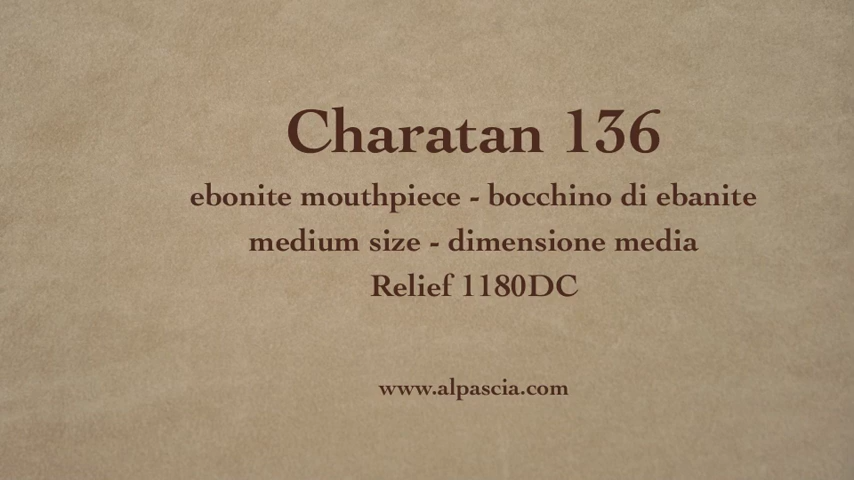 Charatan 136
ebonite mouthpiece - bocchino di ebanite
medium size - dimensione media
Relief 1180DC
www.alpascia.com